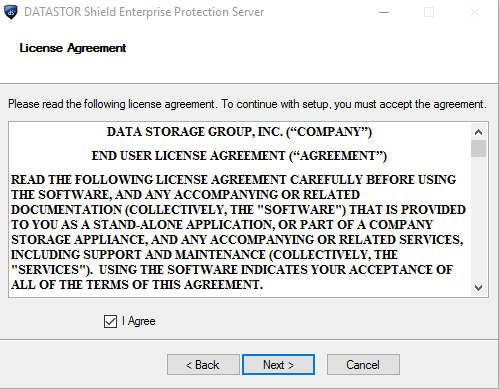 DATASTOR Shield Enterprise Protection Server
License Agreement
Please read the following license agreement. To continue with setup, you must accept the agreement.
DATA STORAGE GROUP, INC. (“COMPANY”)
END USER LICENSE AGREEMENT (“AGREEMENT”)
READ THE FOLLOWING LICENSE AGREEMENT CAREFULLY BEFORE USING
THE SOFTWARE, AND ANY ACCOMPANYING OR RELATED
DOCUMENTATION (COLLECTIVELY, THE "SOFTWARE") THAT IS PROVIDED
TO YOU AS A STAND-ALONE APPLICATION, OR PART OF A COMPANY
STORAGE APPLIANCE, AND ANY ACCOMPANYING OR RELATED SERVICES,
INCLUDING SUPPORT AND MAINTENANCE (COLLECTIVELY, THE
"SERVICES"). USING THE SOFTWARE INDICATES YOUR ACCEPTANCE OF
ALL OF THE TERMS OF THIS AGREEMENT.
I Agree
< Back Next > Cancel